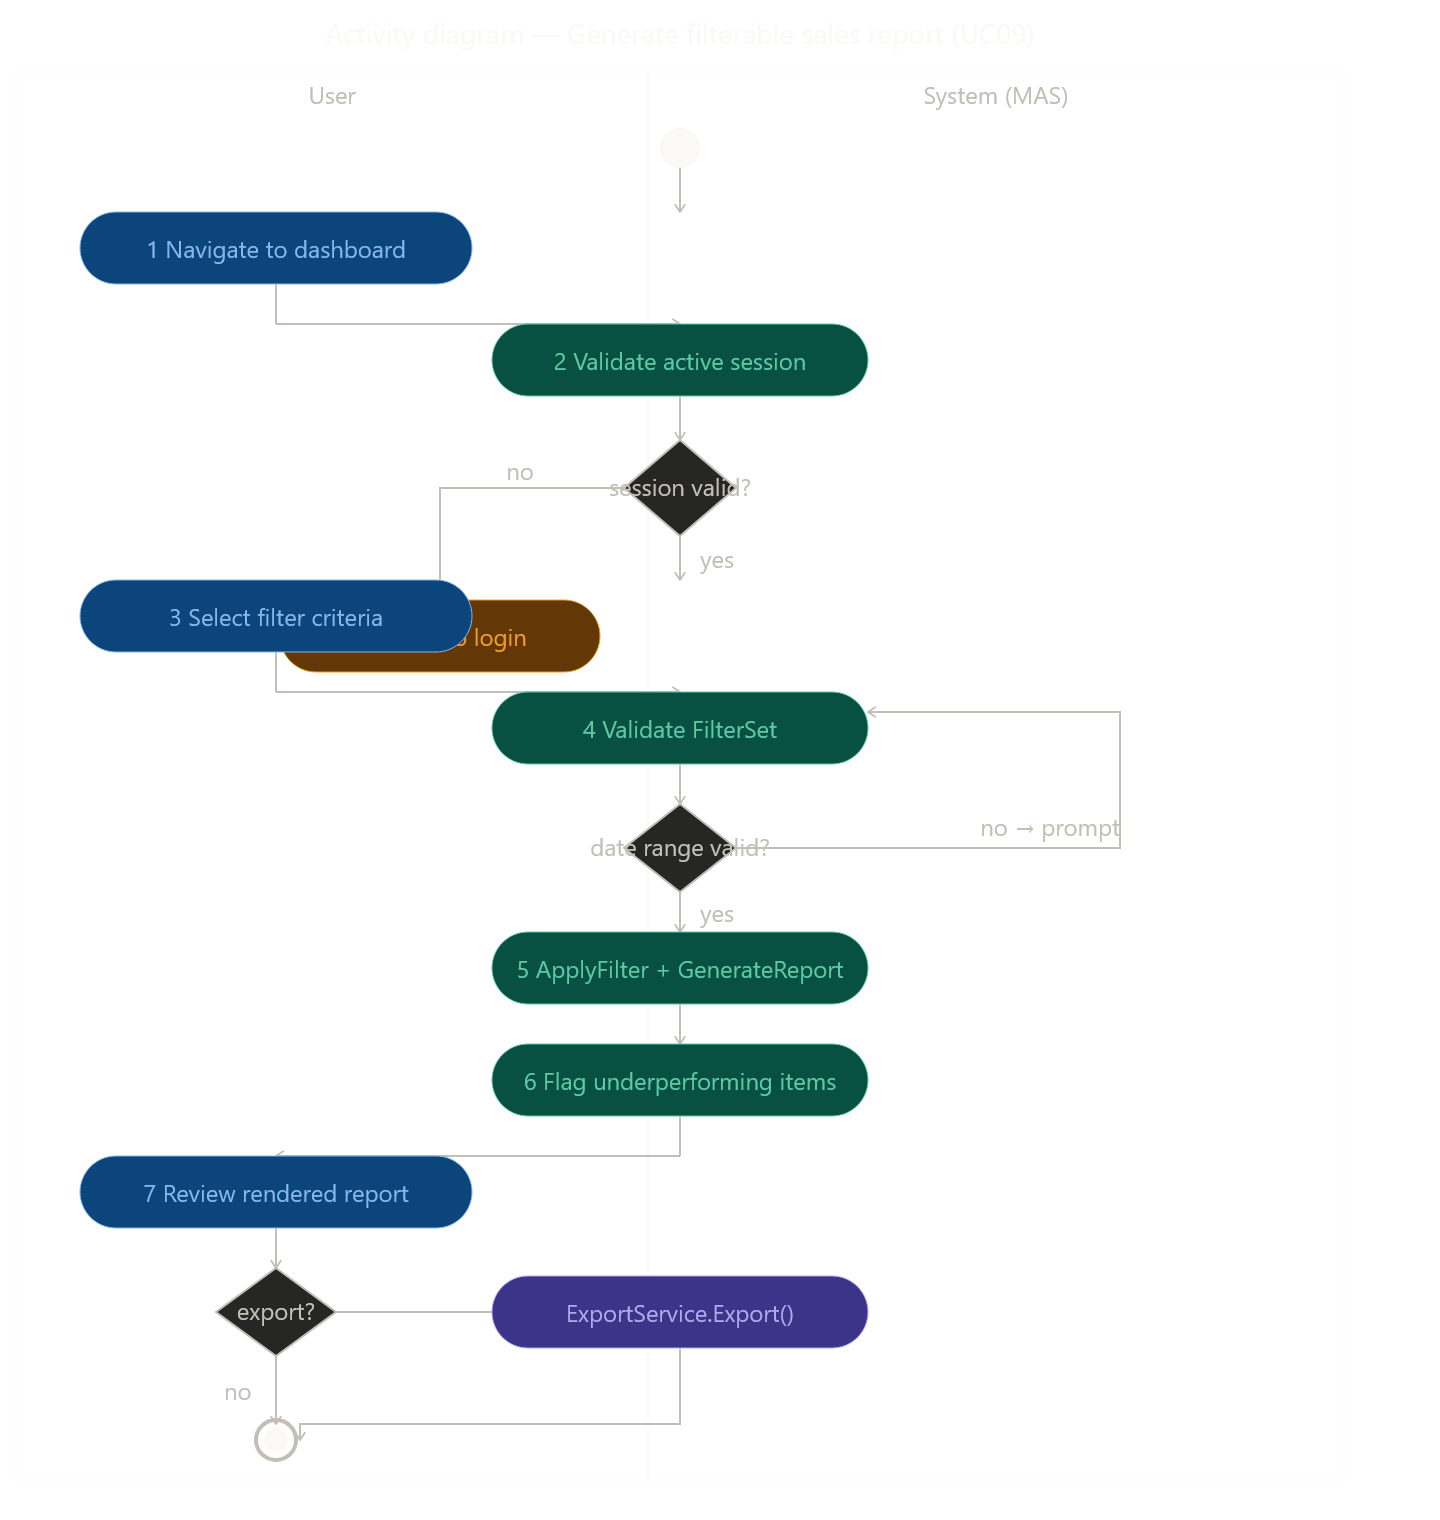 Activity diagram — Generate filterable sales report (UC09)
User
System (MAS)
1 Navigate to dashboard
2 Validate active session
no
session valid?
yes
3 Select filter criteria
login
4 Validate FilterSet
no → prompt
date range valid?
yes
5 ApplyFilter + GenerateReport
6 Flag underperforming items
7 Review rendered report
export?
ExportService.Export()
no